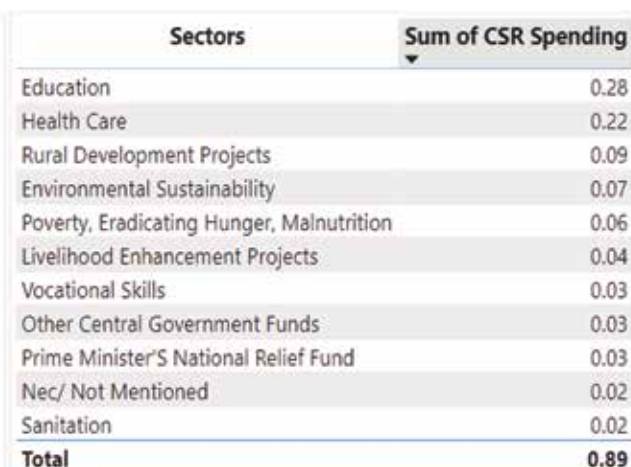 Sectors Sum of CSR Spending
Education 0.28
Health Care 0.22
Rural Development Projects 0.09
Environmental Sustainability 0.07
Poverty, Eradicating Hunger, Malnutrition 0.06
Livelihood Enhancement Projects 0.04
Vocational Skills 0.03
Other Central Government Funds 0.03
Prime Minister'S National Relief Fund 0.03
Nec/ Not Mentioned 0.02
Sanitation 0.02
Total 0.89